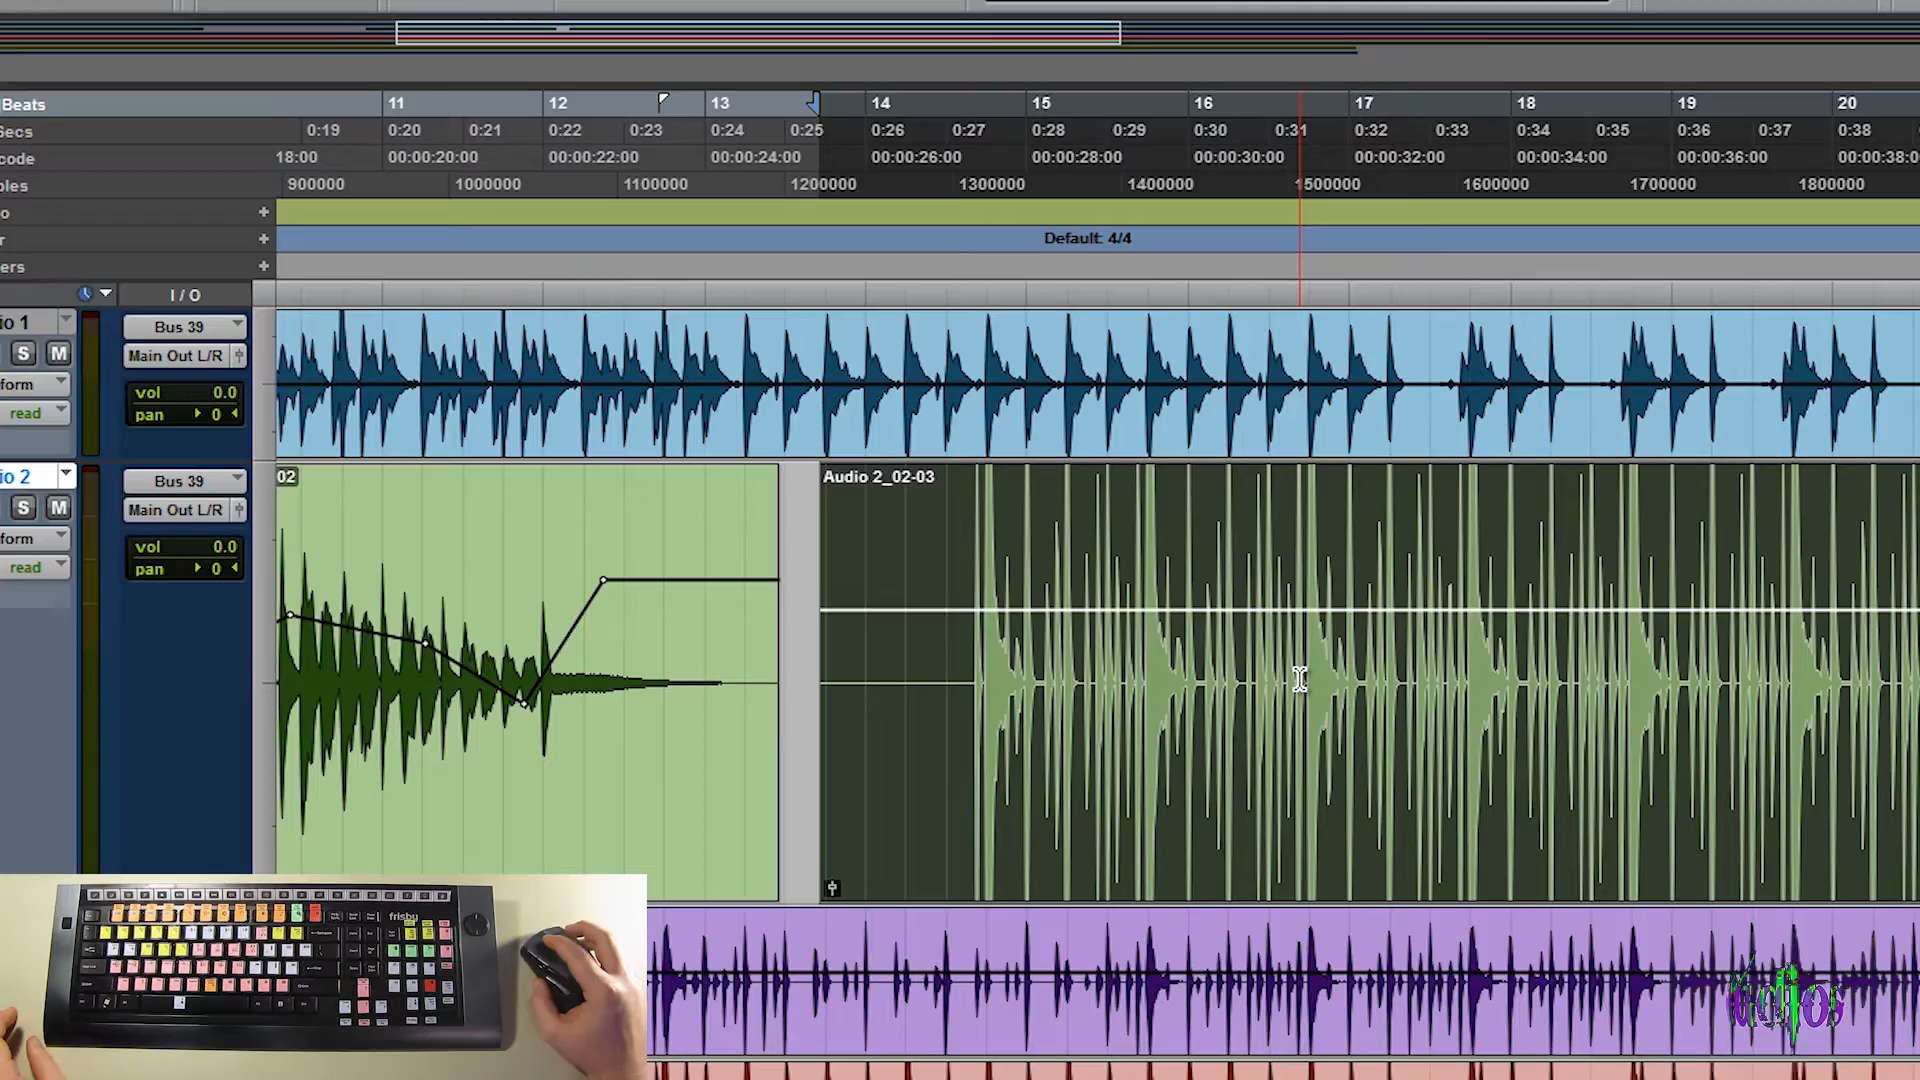 Beats 11 12 13 14 15 16 17 18 19 20
Secs 0:19 0:20 0:21 0:22 0:23 0:24 0:25 0:26 0:27 0:28 0:29 0:30 0:31 0:32 0:33 0:34 0:35 0:36 0:37 0:38
code 18:00 00:00:20:00 00:00:22:00 00:00:24:00 00:00:26:00 00:00:28:00 00:00:30:00 00:00:32:00 00:00:34:00 00:00:36:00 00:00:38:0
ples 900000 1000000 1100000 1200000 1300000 1400000 1500000 1600000 1700000 1800000
o +
r + Default: 4/4
ers +
I / O
io 1 Bus 39
S M Main Out L/R
form vol 0.0
read pan 0
io 2 Bus 39 02 Audio 2_02-03
S M Main Out L/R
form vol 0.0
read pan 0
frisby